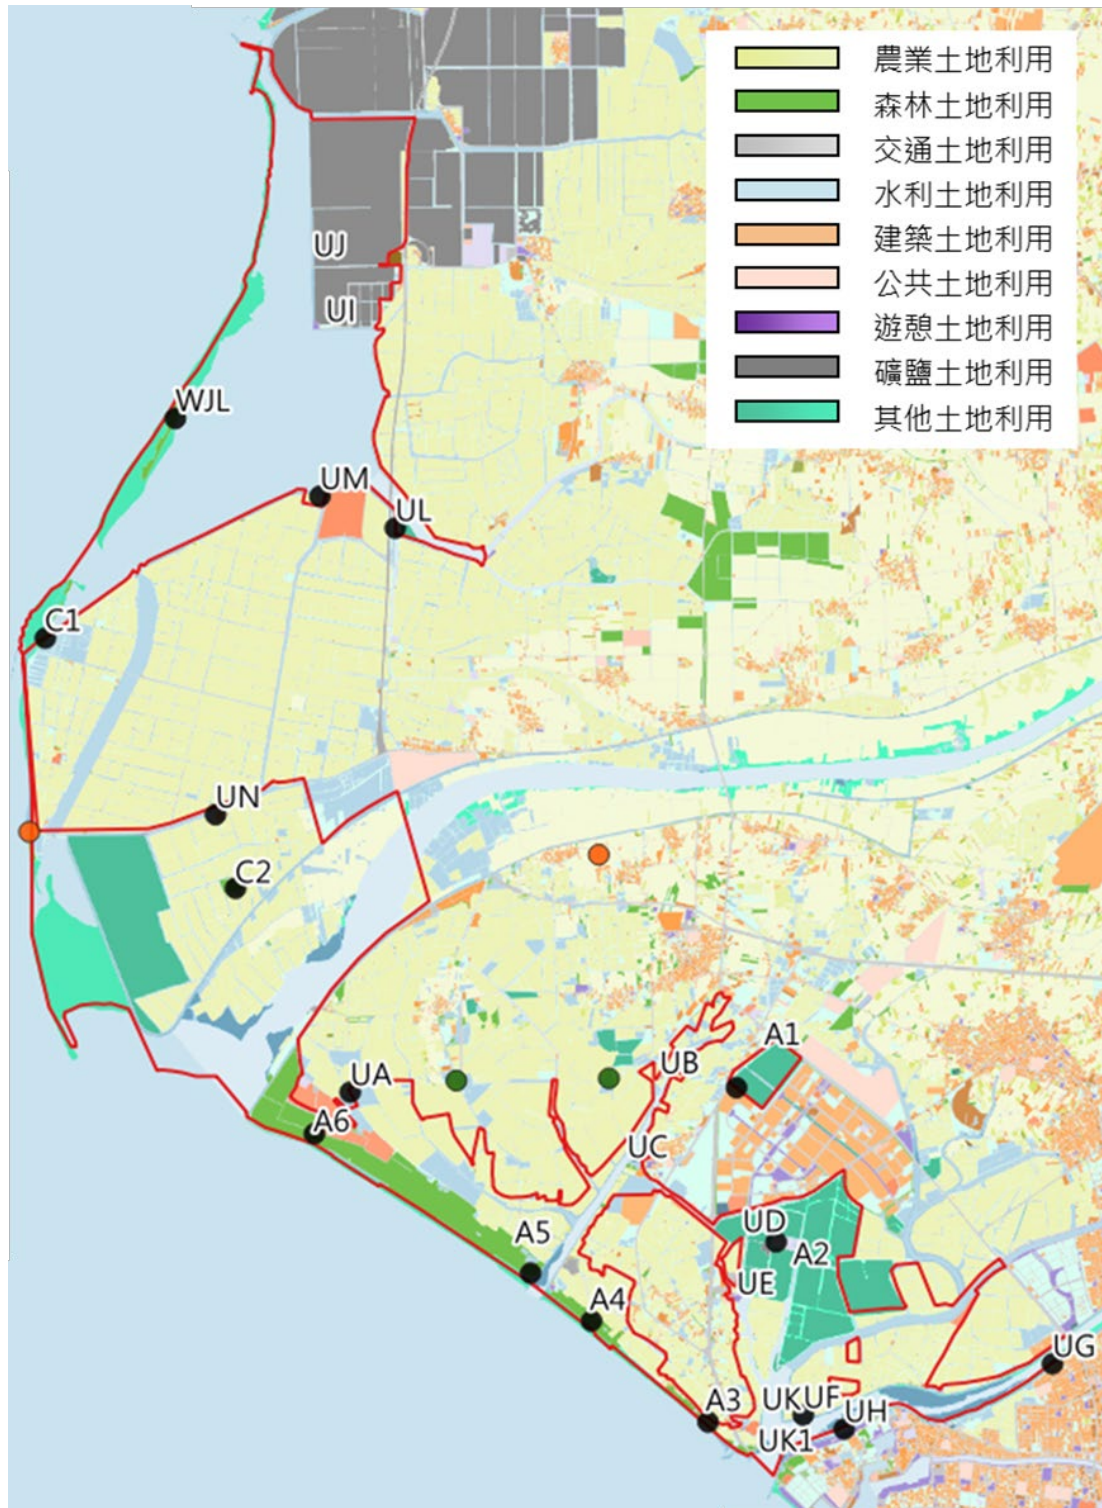 農業土地利用
森林土地利用
交通土地利用
水利土地利用
建築土地利用
公共土地利用
遊憩土地利用
礦鹽土地利用
其他土地利用
UJ
UI
WJL
UM
UL
C1
UN
C2
A1
UB
UA
A6
UC
UD
A5
A2
UE
A4
UG
A3
UK
UF
UH
UK1